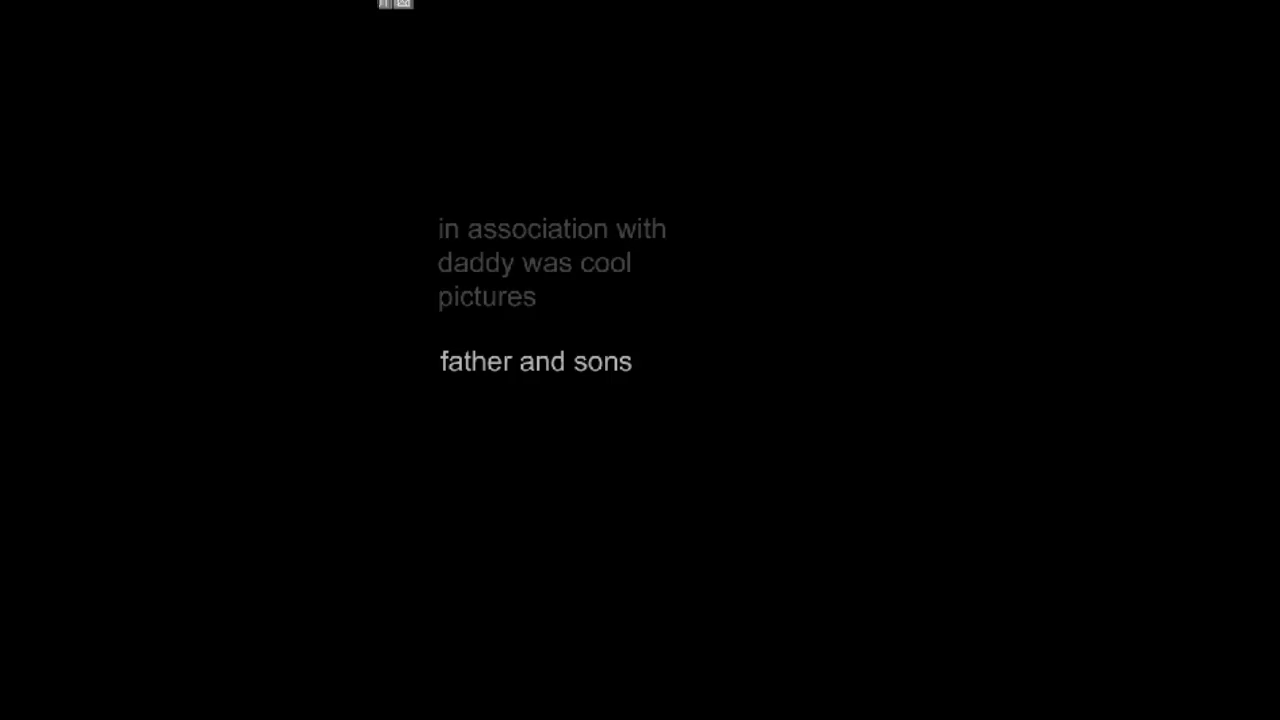 in association with
daddy was cool
pictures
father and sons